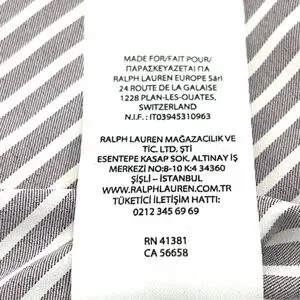 MADE FOR/FAIT POUR/
ΠΑΡΑΣΚΕΥΑΖΕΤΑΙ ΓΙΑ
RALPH LAUREN EUROPE Sàrl
24 ROUTE DE LA GALAISE
1228 PLAN-LES-OUATES,
SWITZERLAND
N.I.F.: IT03945310963
RALPH LAUREN MAĞAZACILIK VE
TİC. LTD. ŞTİ
ESENTEPE KASAP SOK. ALTINAY İŞ
MERKEZİ NO:8-10 K:4 34360
ŞİŞLİ – İSTANBUL
WWW.RALPHLAUREN.COM.TR
TÜKETİCİ İLETİŞİM HATTI:
0212 345 69 69
RN 41381
CA 56658